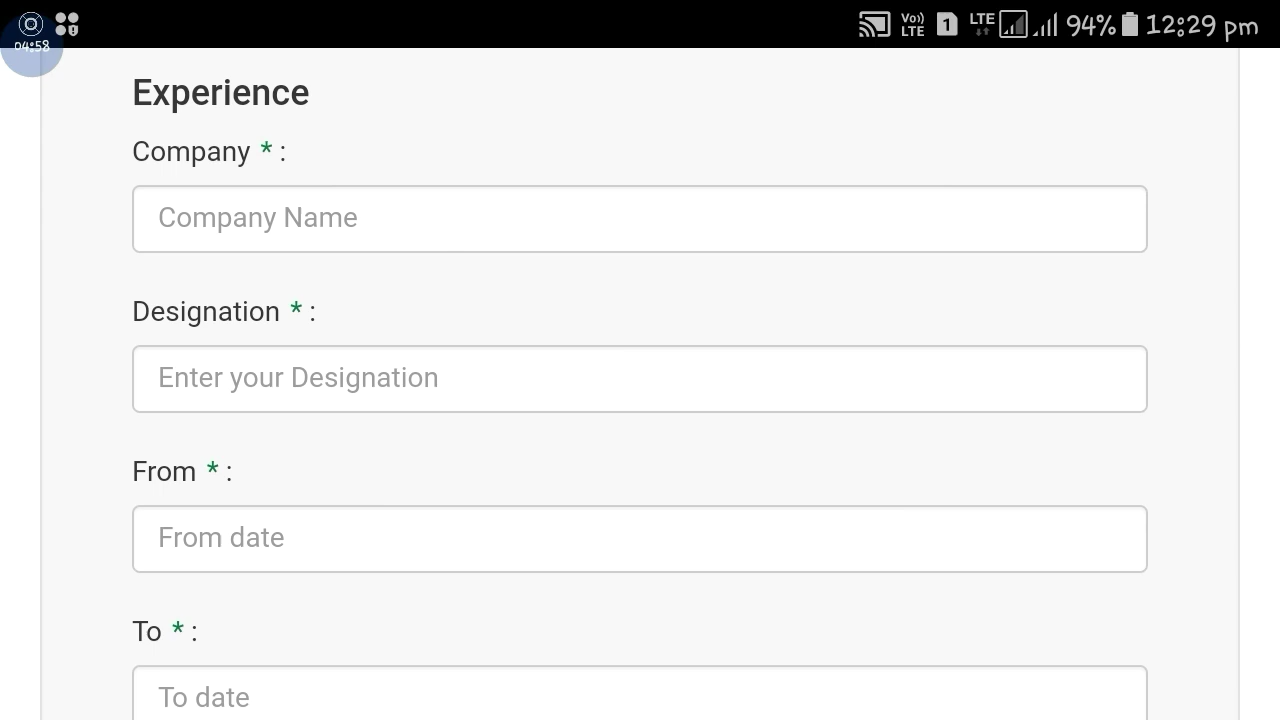 04:58
Vo)) LTE 1 LTE 94% 12:29 pm
Experience
Company * :
Company Name
Designation * :
Enter your Designation
From * :
From date
To * :
To date